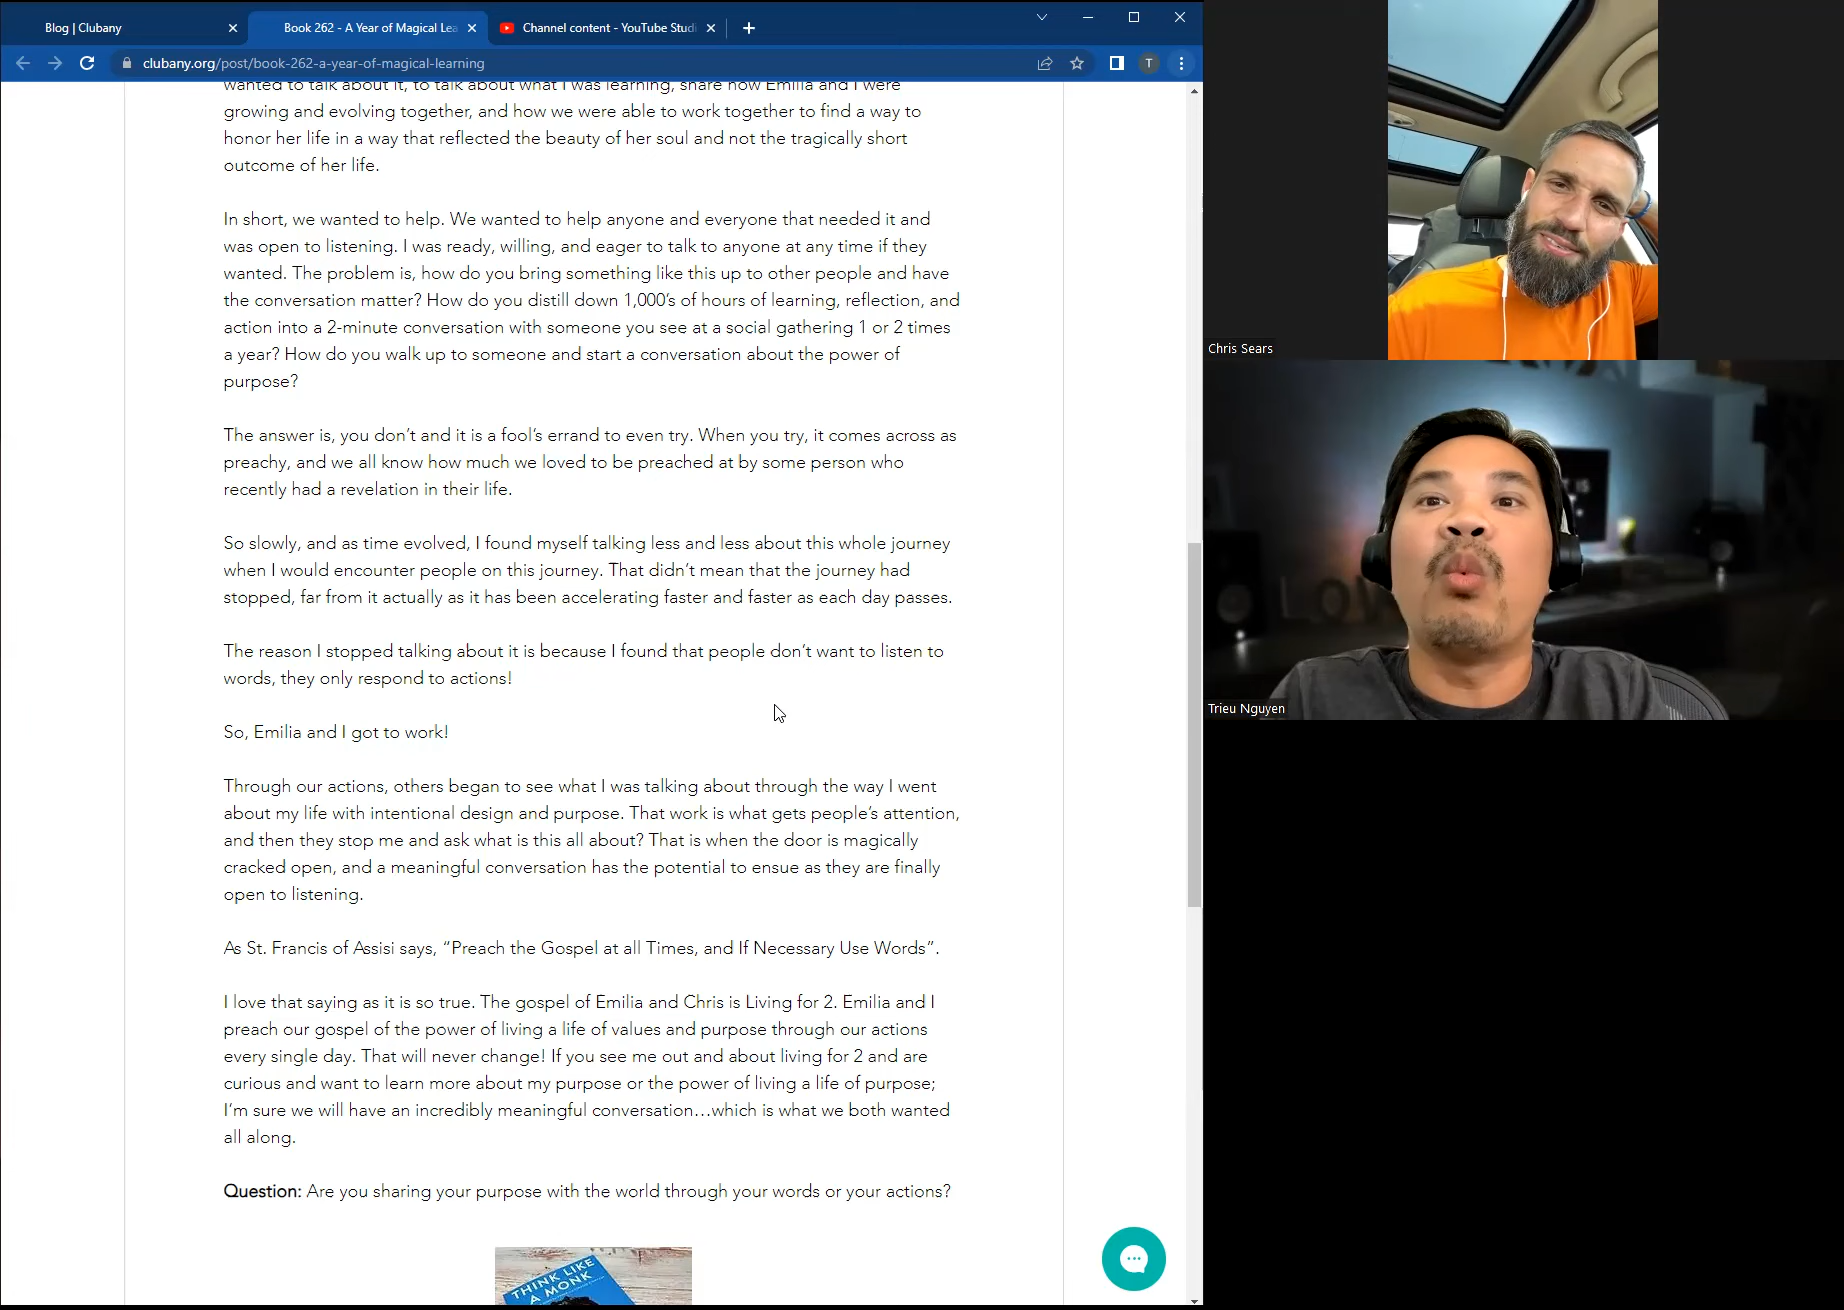 Blog | Clubany
Book 262 - A Year of Magical Lea
Channel content - YouTube Studi
clubany.org/post/book-262-a-year-of-magical-learning
T
wanted to talk about it, to talk about what I was learning, share how Emilia and I were
growing and evolving together, and how we were able to work together to find a way to
honor her life in a way that reflected the beauty of her soul and not the tragically short
outcome of her life.
In short, we wanted to help. We wanted to help anyone and everyone that needed it and
was open to listening. I was ready, willing, and eager to talk to anyone at any time if they
wanted. The problem is, how do you bring something like this up to other people and have
the conversation matter? How do you distill down 1,000's of hours of learning, reflection, and
action into a 2-minute conversation with someone you see at a social gathering 1 or 2 times
a year? How do you walk up to someone and start a conversation about the power of
purpose?
The answer is, you don't and it is a fool's errand to even try. When you try, it comes across as
preachy, and we all know how much we loved to be preached at by some person who
recently had a revelation in their life.
So slowly, and as time evolved, I found myself talking less and less about this whole journey
when I would encounter people on this journey. That didn't mean that the journey had
stopped, far from it actually as it has been accelerating faster and faster as each day passes.
The reason I stopped talking about it is because I found that people don't want to listen to
words, they only respond to actions!
So, Emilia and I got to work!
Through our actions, others began to see what I was talking about through the way I went
about my life with intentional design and purpose. That work is what gets people's attention,
and then they stop me and ask what is this all about? That is when the door is magically
cracked open, and a meaningful conversation has the potential to ensue as they are finally
open to listening.
As St. Francis of Assisi says, “Preach the Gospel at all Times, and If Necessary Use Words”.
I love that saying as it is so true. The gospel of Emilia and Chris is Living for 2. Emilia and I
preach our gospel of the power of living a life of values and purpose through our actions
every single day. That will never change! If you see me out and about living for 2 and are
curious and want to learn more about my purpose or the power of living a life of purpose;
I'm sure we will have an incredibly meaningful conversation…which is what we both wanted
all along.
Question: Are you sharing your purpose with the world through your words or your actions?
THINK LIKE
A MONK
Chris Sears
Trieu Nguyen